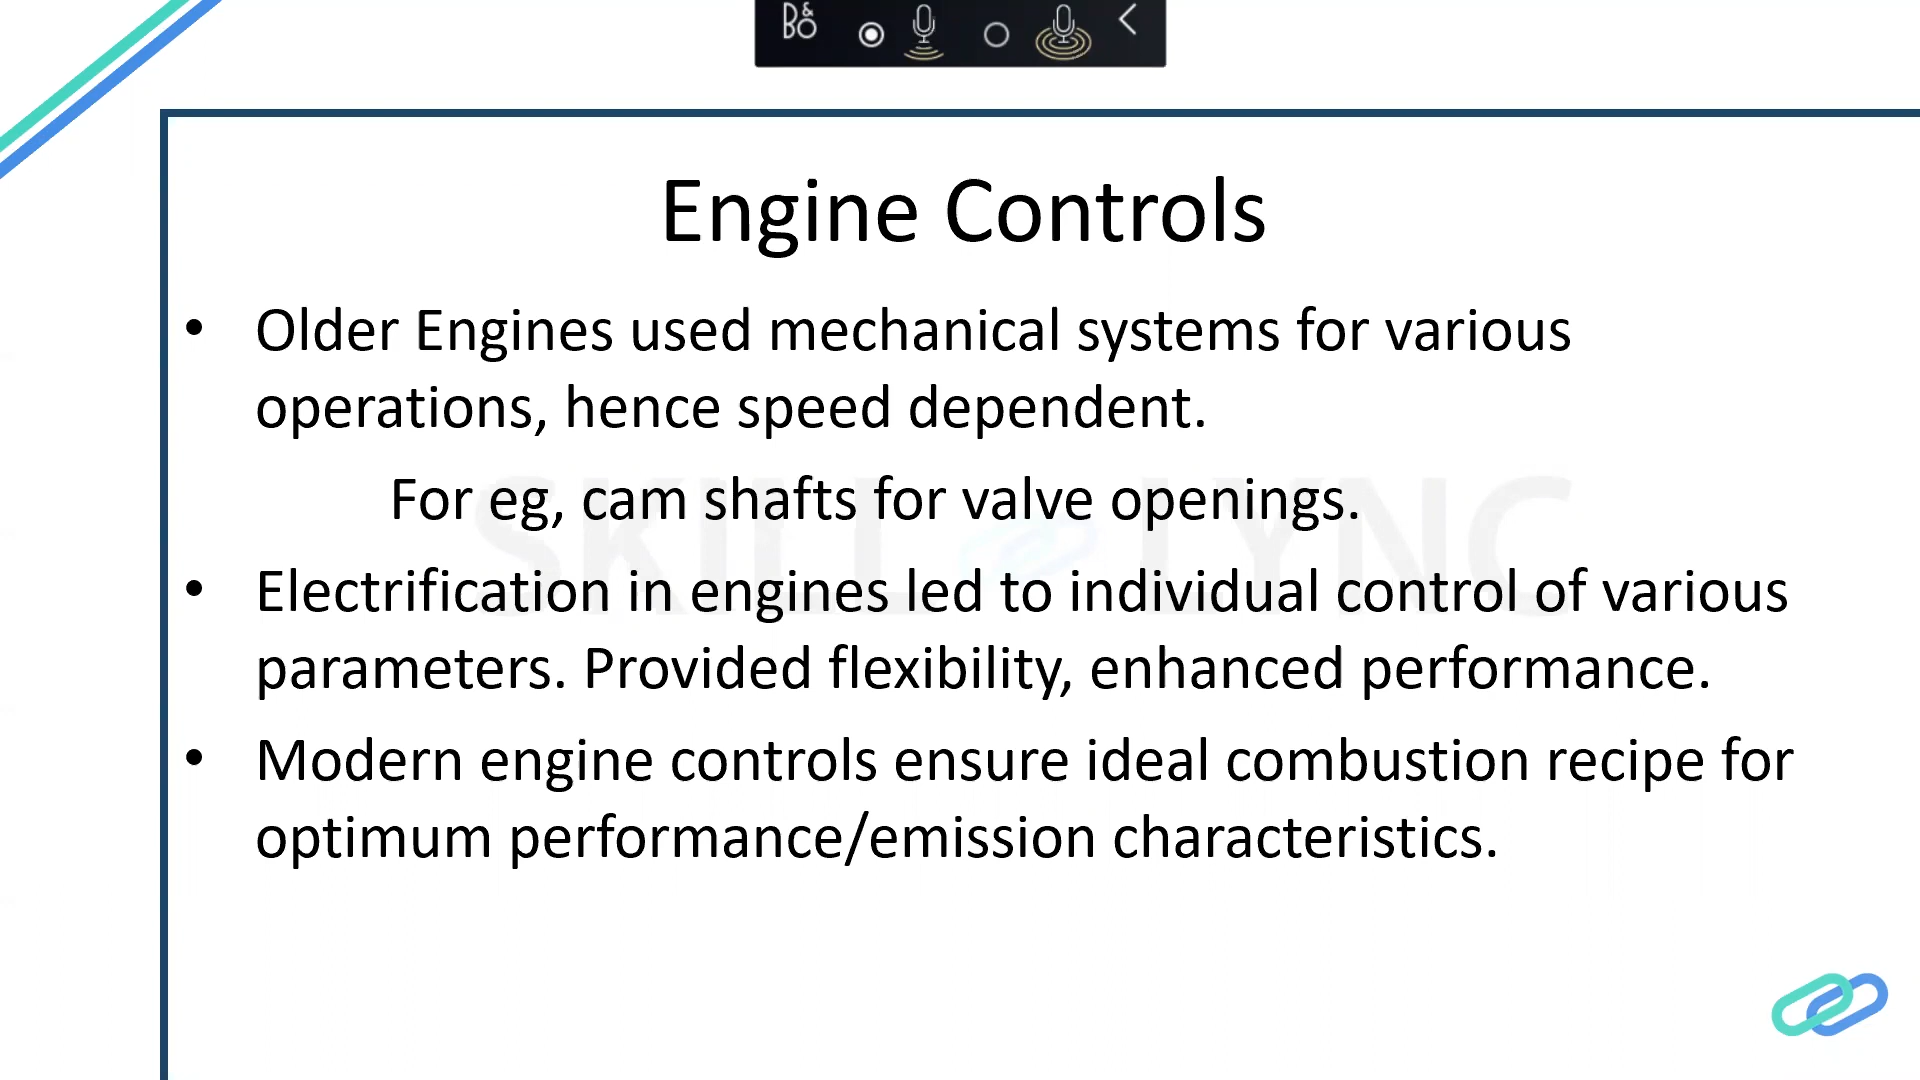 B&O
Engine Controls
• Older Engines used mechanical systems for various
operations, hence speed dependent.
For eg, cam shafts for valve openings.
SKILL LYNC
• Electrification in engines led to individual control of various
parameters. Provided flexibility, enhanced performance.
• Modern engine controls ensure ideal combustion recipe for
optimum performance/emission characteristics.